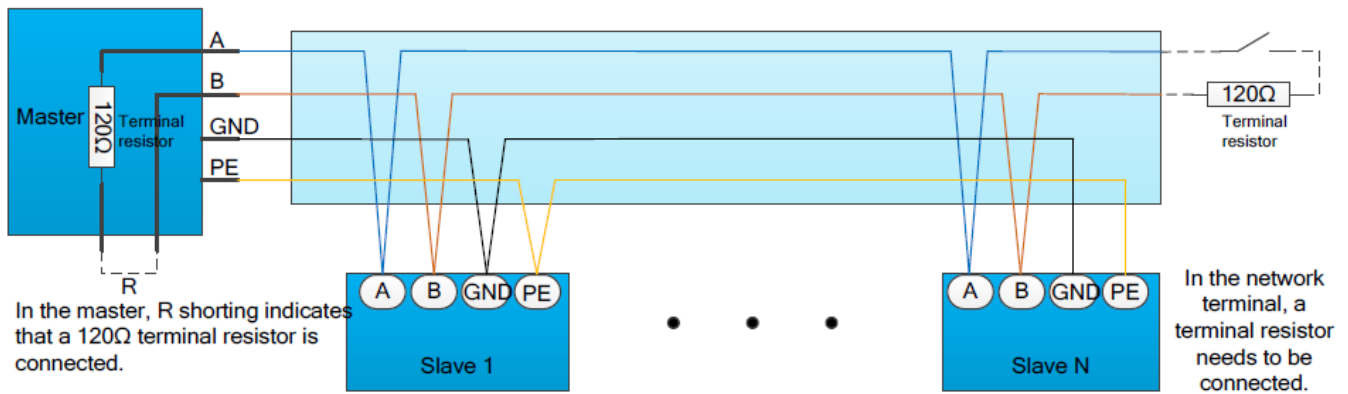 A
B
GND
PE
Master
120Ω
Terminal
resistor
R
In the master, R shorting indicates
that a 120Ω terminal resistor is
connected.
A B GND PE
Slave 1
A B GND PE
Slave N
120Ω
Terminal
resistor
In the network
terminal, a
terminal resistor
needs to be
connected.